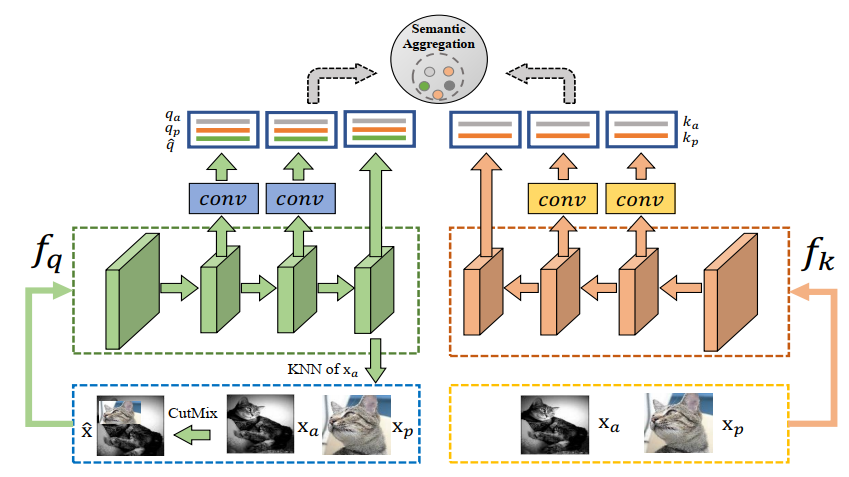 Semantic
Aggregation
q_a
q_p
q̂
k_a
k_p
conv
conv
conv
conv
f_q
f_k
KNN of x_a
x̂
CutMix
x_a
x_p
x_a
x_p